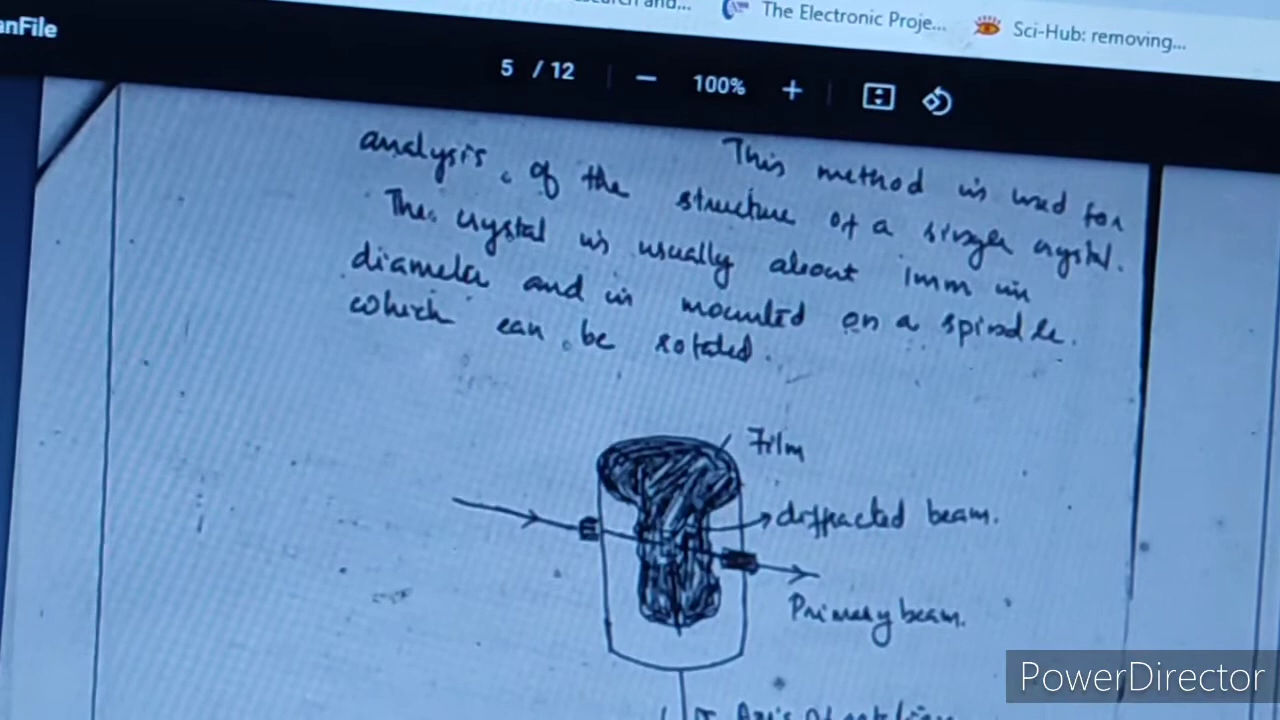 anFile
The Electronic Proje...
Sci-Hub: removing...
5 / 12
100%
This method is used for
analysis of the structure of a single crystal.
The crystal is usually about 1mm in
diameter and is mounted on a spindle.
which can be rotated.
Film
diffracted beam.
Primary beam.
PowerDirector